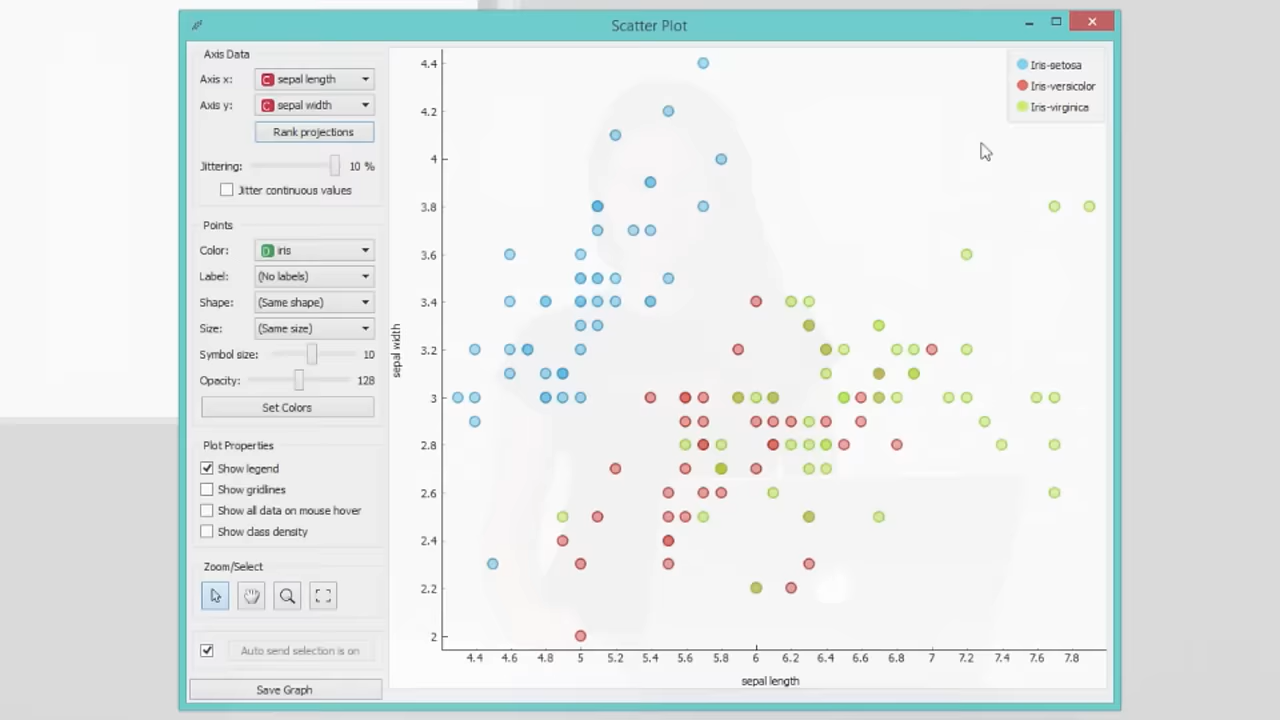 Scatter Plot
Axis Data
Axis x: C sepal length
Axis y: C sepal width
Rank projections
Jittering: 10 %
Jitter continuous values
Points
Color: D iris
Label: (No labels)
Shape: (Same shape)
Size: (Same size)
Symbol size: 10
Opacity: 128
Set Colors
Plot Properties
Show legend
Show gridlines
Show all data on mouse hover
Show class density
Zoom/Select
Auto send selection is on
Save Graph
Iris-setosa
Iris-versicolor
Iris-virginica
4.4
4.2
4
3.8
3.6
3.4
3.2
3
2.8
2.6
2.4
2.2
2
sepal width
4.4 4.6 4.8 5 5.2 5.4 5.6 5.8 6 6.2 6.4 6.6 6.8 7 7.2 7.4 7.6 7.8
sepal length